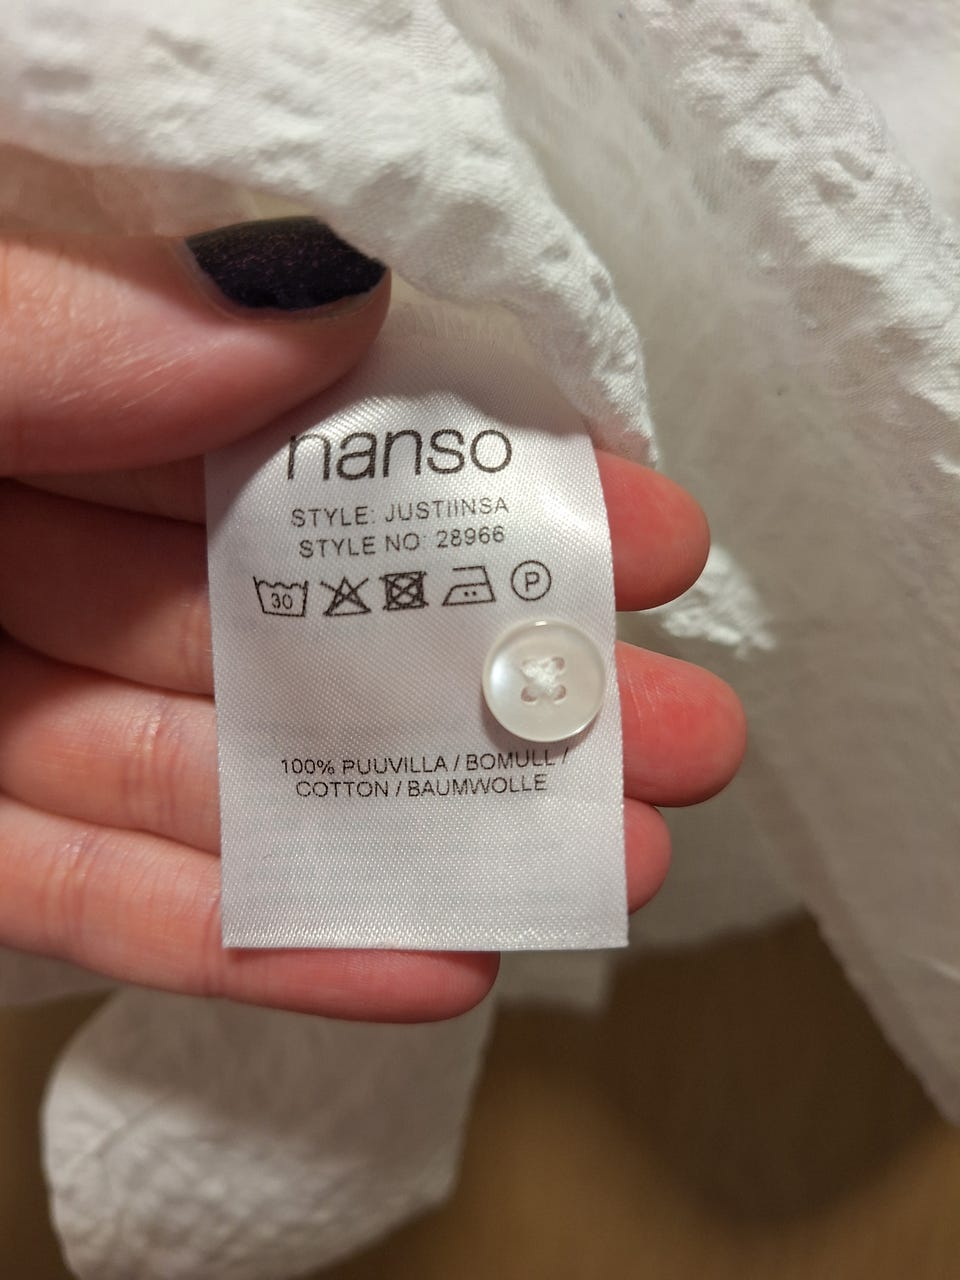 nanso
STYLE: JUSTIINSA
STYLE NO: 28966
30 P
100% PUUVILLA / BOMULL /
COTTON / BAUMWOLLE